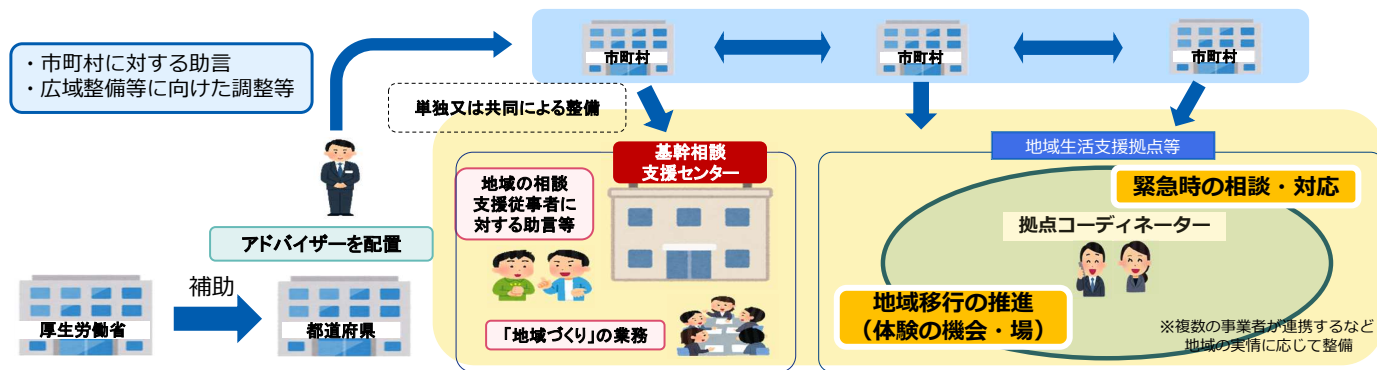 ・市町村に対する助言
・広域整備等に向けた調整等
市町村
市町村
市町村
単独又は共同による整備
基幹相談
支援センター
地域の相談
支援従事者に
対する助言等
「地域づくり」の業務
地域生活支援拠点等
緊急時の相談・対応
拠点コーディネーター
地域移行の推進
（体験の機会・場）
※複数の事業者が連携するなど
地域の実情に応じて整備
アドバイザーを配置
厚生労働省
補助
都道府県